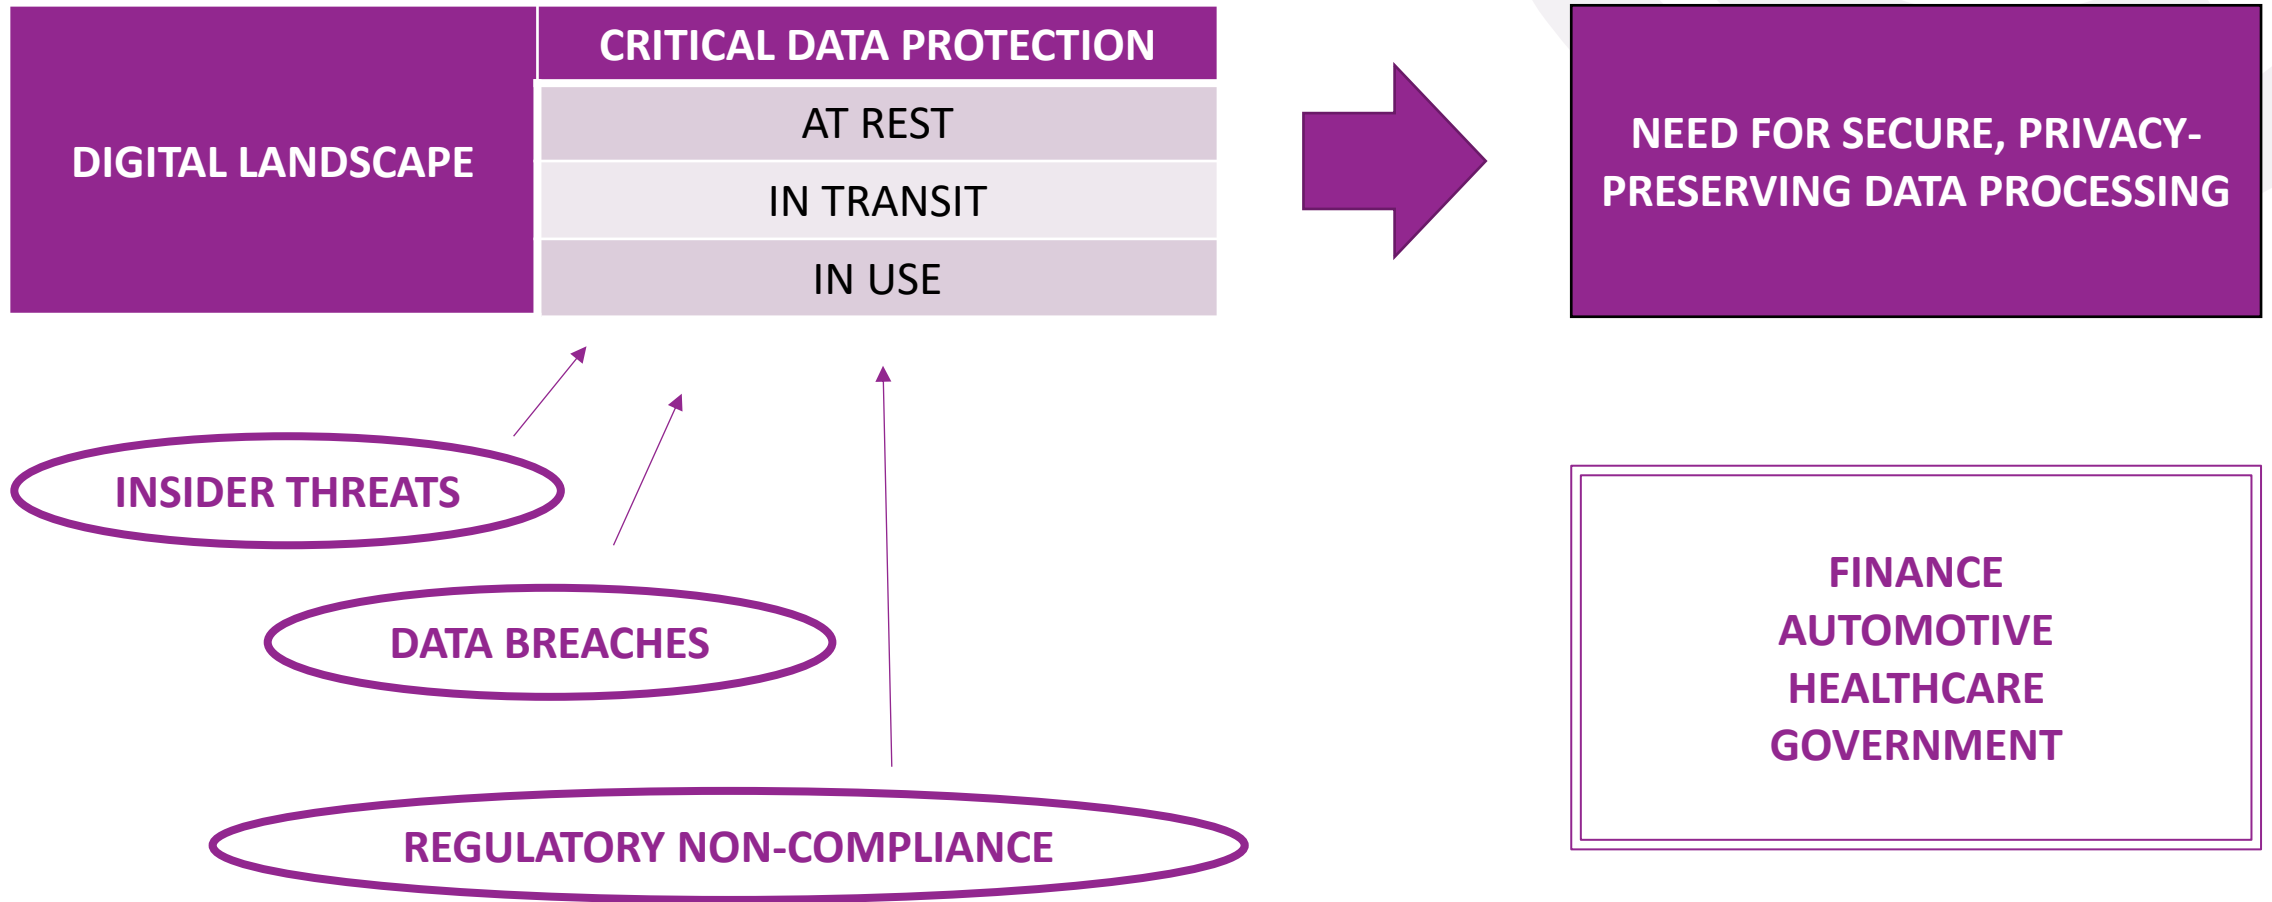 DIGITAL LANDSCAPE
CRITICAL DATA PROTECTION
AT REST
IN TRANSIT
IN USE
NEED FOR SECURE, PRIVACY-
PRESERVING DATA PROCESSING
INSIDER THREATS
DATA BREACHES
REGULATORY NON-COMPLIANCE
FINANCE
AUTOMOTIVE
HEALTHCARE
GOVERNMENT